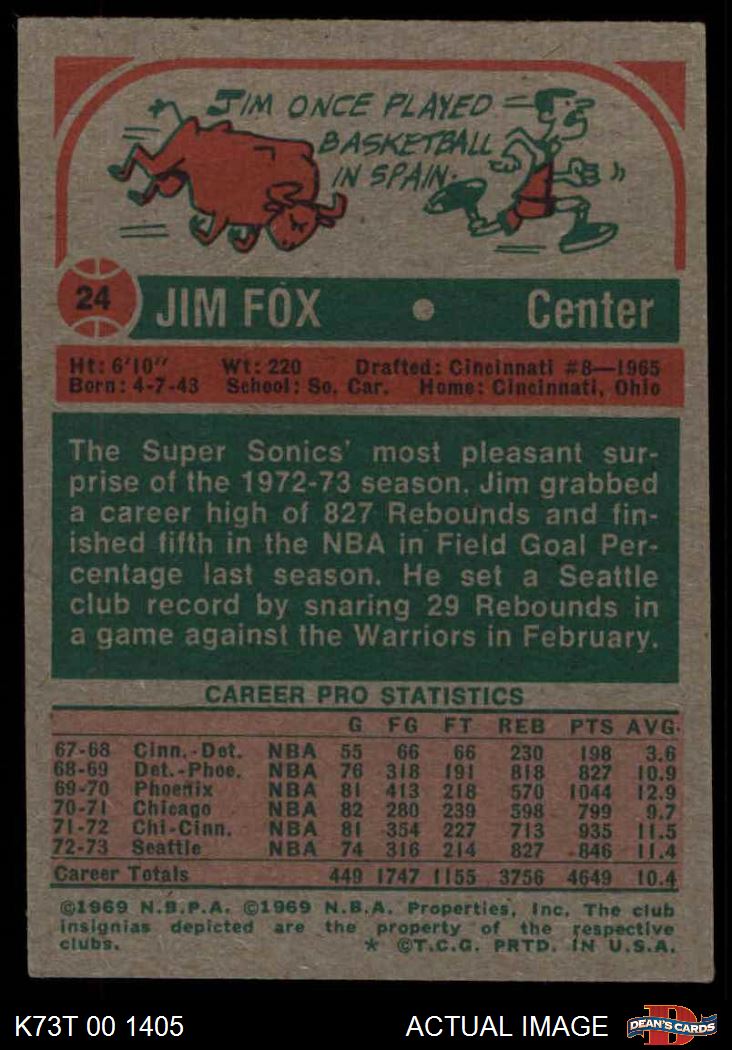 JIM ONCE PLAYED
BASKETBALL
IN SPAIN.
24 JIM FOX • Center
Ht: 6'10" Wt: 220 Drafted: Cincinnati #8—1965
Born: 4-7-43 School: So. Car. Home: Cincinnati, Ohio
The Super Sonics' most pleasant sur-
prise of the 1972-73 season, Jim grabbed
a career high of 827 Rebounds and fin-
ished fifth in the NBA in Field Goal Per-
centage last season. He set a Seattle
club record by snaring 29 Rebounds in
a game against the Warriors in February.
CAREER PRO STATISTICS
G FG FT REB PTS AVG.
67-68 Cinn.-Det. NBA 55 66 66 230 198 3.6
68-69 Det.-Phoe. NBA 76 318 191 818 827 10.9
69-70 Phoenix NBA 81 413 218 570 1044 12.9
70-71 Chicago NBA 82 280 239 598 799 9.7
71-72 Chi-Cinn. NBA 81 354 227 713 935 11.5
72-73 Seattle NBA 74 316 214 827 846 11.4
Career Totals 449 1747 1155 3756 4649 10.4
©1969 N.B.P.A. ©1969 N.B.A. Properties, Inc. The club
insignias depicted are the property of the respective
clubs. * ©T.C.G. PRTD. IN U.S.A.
K73T 00 1405 ACTUAL IMAGE DEAN'S CARDS